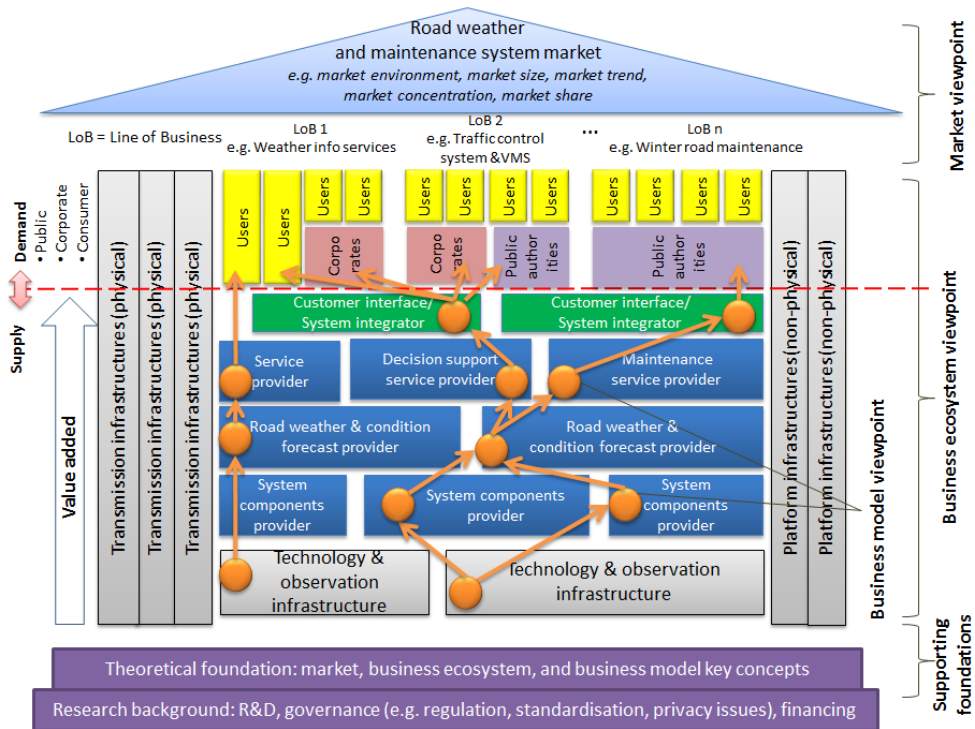 Road weather
and maintenance system market
e.g. market environment, market size, market trend,
market concentration, market share
Market viewpoint
LoB = Line of Business
LoB 1
e.g. Weather info services
LoB 2
e.g. Traffic control
system &VMS
...
LoB n
e.g. Winter road maintenance
Demand
• Public
• Corporate
• Consumer
Supply
Value added
Transmission infrastructures (physical)
Transmission infrastructures (physical)
Transmission infrastructures (physical)
Users
Users
Users
Users
Users
Users
Users
Users
Users
Users
Users
Users
Corpo
rates
Corpo
rates
Public
author
ities
Public
author
ities
Customer interface/
System integrator
Customer interface/
System integrator
Service
provider
Decision support
service provider
Maintenance
service provider
Road weather & condition
forecast provider
Road weather &
condition forecast provider
System
components
provider
System components
provider
System
components
provider
Technology &
observation
infrastructure
Technology & observation
infrastructure
Platform infrastructures (non-physical)
Platform infrastructures (non-physical)
Business model viewpoint
Business ecosystem viewpoint
Supporting
foundations
Theoretical foundation: market, business ecosystem, and business model key concepts
Research background: R&D, governance (e.g. regulation, standardisation, privacy issues), financing